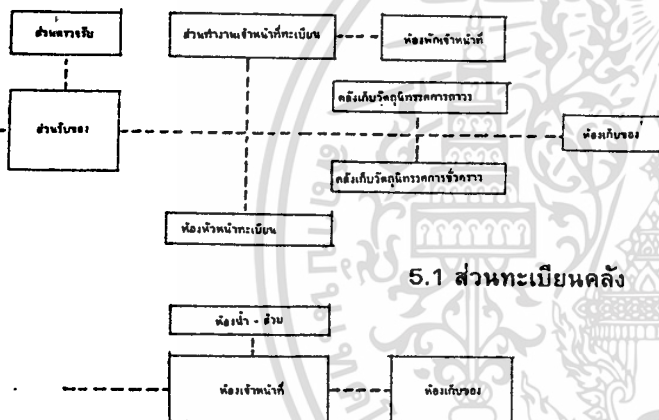 ส่วนตรวจรับ
ส่วนทำงานเจ้าหน้าที่ทะเบียน
ห้องพักเจ้าหน้าที่
คลังเก็บวัตถุนิทรรศการถาวร
ส่วนรับของ
ห้องเก็บของ
คลังเก็บวัตถุนิทรรศการชั่วคราว
ห้องหัวหน้าทะเบียน
5.1 ส่วนทะเบียนคลัง
ห้องน้ำ - ส้วม
ห้องเจ้าหน้าที่
ห้องเก็บของ